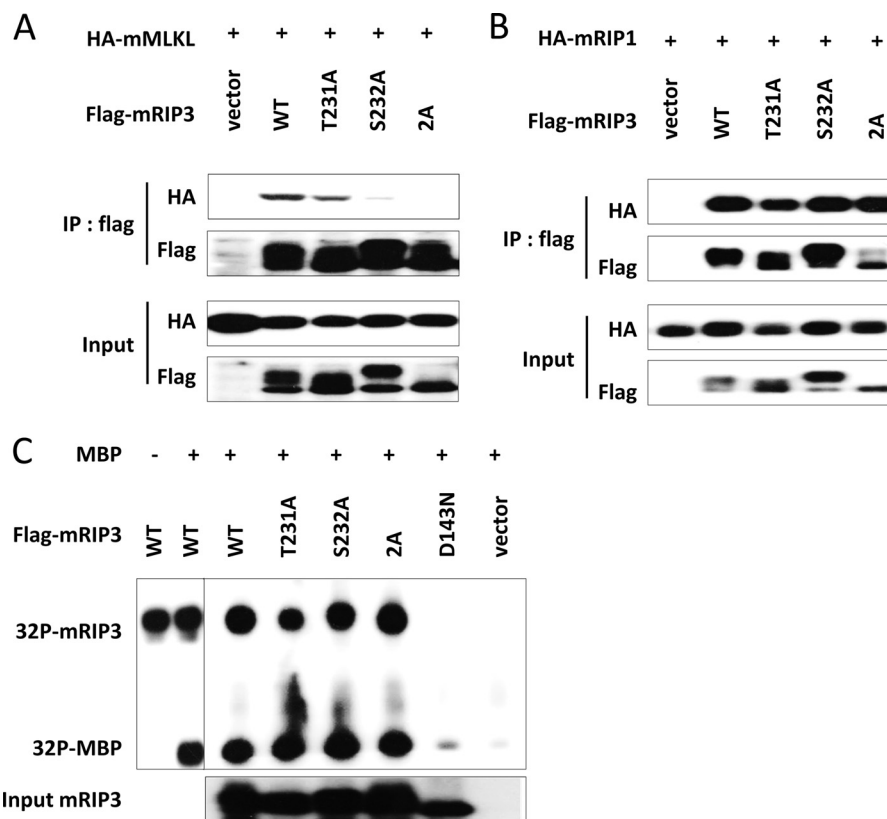 A
HA-mMLKL + + + + +
Flag-mRIP3 vector WT T231A S232A 2A
IP : flag
HA
Flag
Input
HA
Flag
B
HA-mRIP1 + + + + +
Flag-mRIP3 vector WT T231A S232A 2A
IP : flag
HA
Flag
Input
HA
Flag
C
MBP - + + + + + + +
Flag-mRIP3 WT WT WT T231A S232A 2A D143N vector
32P-mRIP3
32P-MBP
Input mRIP3